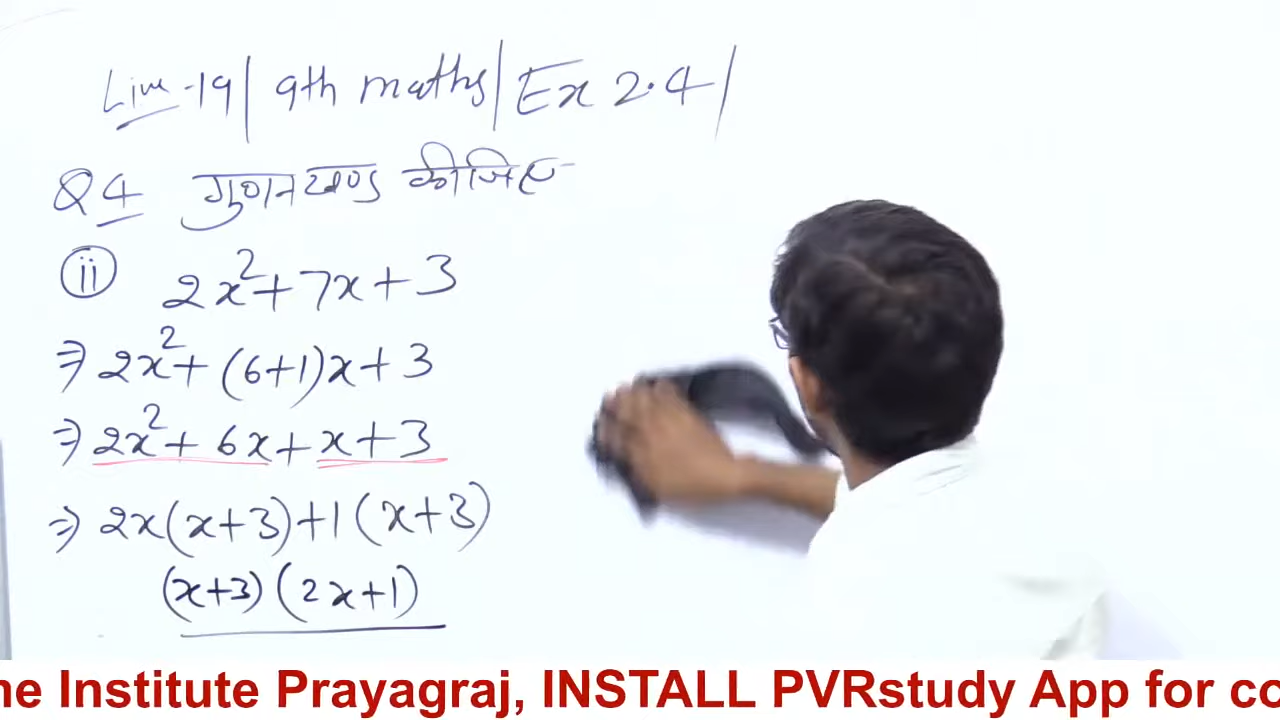 Live-19| 9th maths| Ex 2.4|
Q4 गुणनखण्ड कीजिए
ii 2x²+7x+3
⇒ 2x²+(6+1)x+3
⇒ 2x²+6x+x+3
⇒ 2x(x+3)+1(x+3)
(x+3)(2x+1)
ne Institute Prayagraj, INSTALL PVRstudy App for co